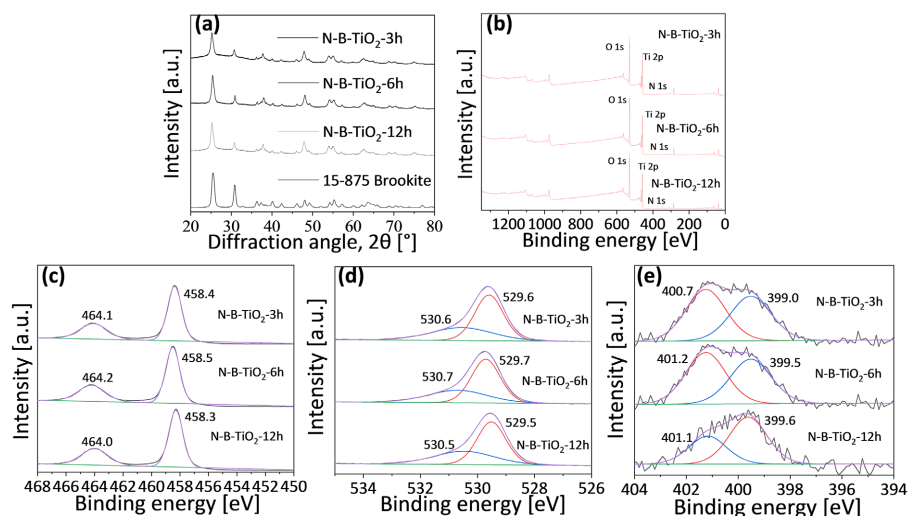 (a)
N-B-TiO₂-3h
N-B-TiO₂-6h
N-B-TiO₂-12h
15-875 Brookite
Intensity [a.u.]
20 30 40 50 60 70 80
Diffraction angle, 2θ [°]
(b)
N-B-TiO₂-3h
O 1s
Ti 2p
N 1s
O 1s
Ti 2p
N-B-TiO₂-6h
N 1s
O 1s
Ti 2p
N-B-TiO₂-12h
N 1s
Intensity [a.u.]
1200 1000 800 600 400 200 0
Binding energy [eV]
(c)
458.4
464.1
N-B-TiO₂-3h
458.5
464.2
N-B-TiO₂-6h
458.3
464.0
N-B-TiO₂-12h
Intensity [a.u.]
468 466 464 462 460 458 456 454 452 450
Binding energy [eV]
(d)
529.6
530.6
N-B-TiO₂-3h
529.7
530.7
N-B-TiO₂-6h
529.5
530.5
N-B-TiO₂-12h
Intensity [a.u.]
534 532 530 528 526
Binding energy [eV]
(e)
400.7
399.0
N-B-TiO₂-3h
401.2
399.5
N-B-TiO₂-6h
401.1
399.6
N-B-TiO₂-12h
Intensity [a.u.]
404 402 400 398 396 394
Binding energy [eV]